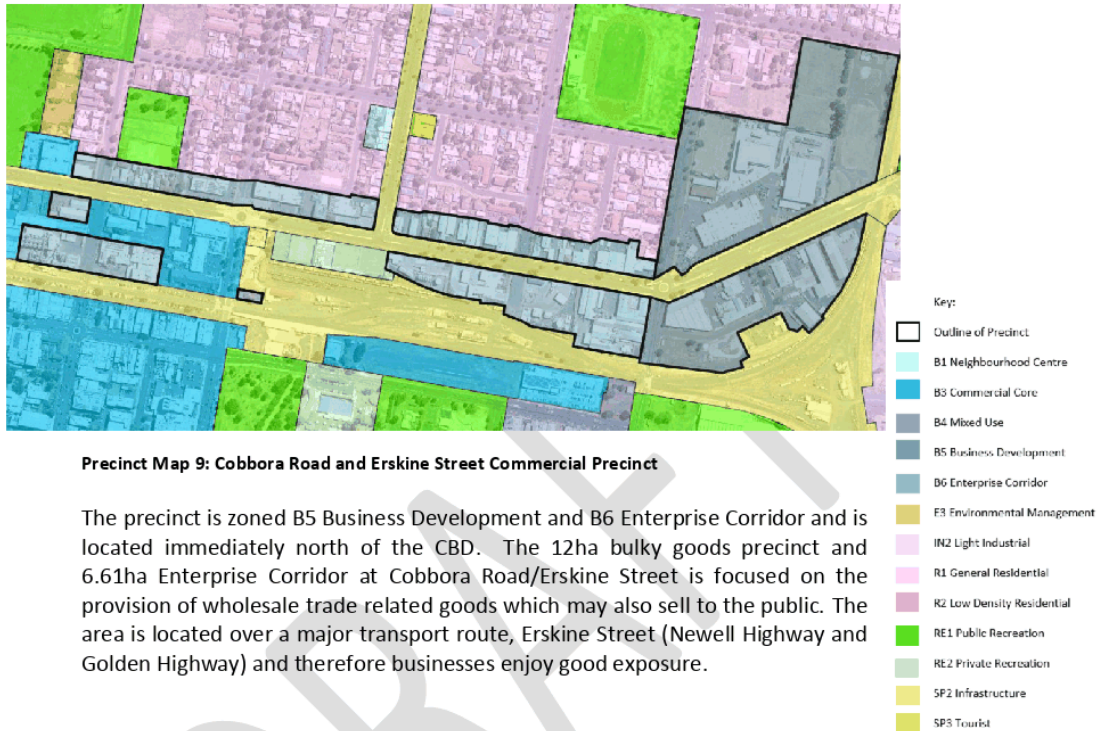 Key:
Outline of Precinct
B1 Neighbourhood Centre
B3 Commercial Core
B4 Mixed Use
B5 Business Development
B6 Enterprise Corridor
E3 Environmental Management
IN2 Light Industrial
R1 General Residential
R2 Low Density Residential
RE1 Public Recreation
RE2 Private Recreation
SP2 Infrastructure
SP3 Tourist
Precinct Map 9: Cobbora Road and Erskine Street Commercial Precinct
The precinct is zoned B5 Business Development and B6 Enterprise Corridor and is
located immediately north of the CBD. The 12ha bulky goods precinct and
6.61ha Enterprise Corridor at Cobbora Road/Erskine Street is focused on the
provision of wholesale trade related goods which may also sell to the public. The
area is located over a major transport route, Erskine Street (Newell Highway and
Golden Highway) and therefore businesses enjoy good exposure.
DRAFT